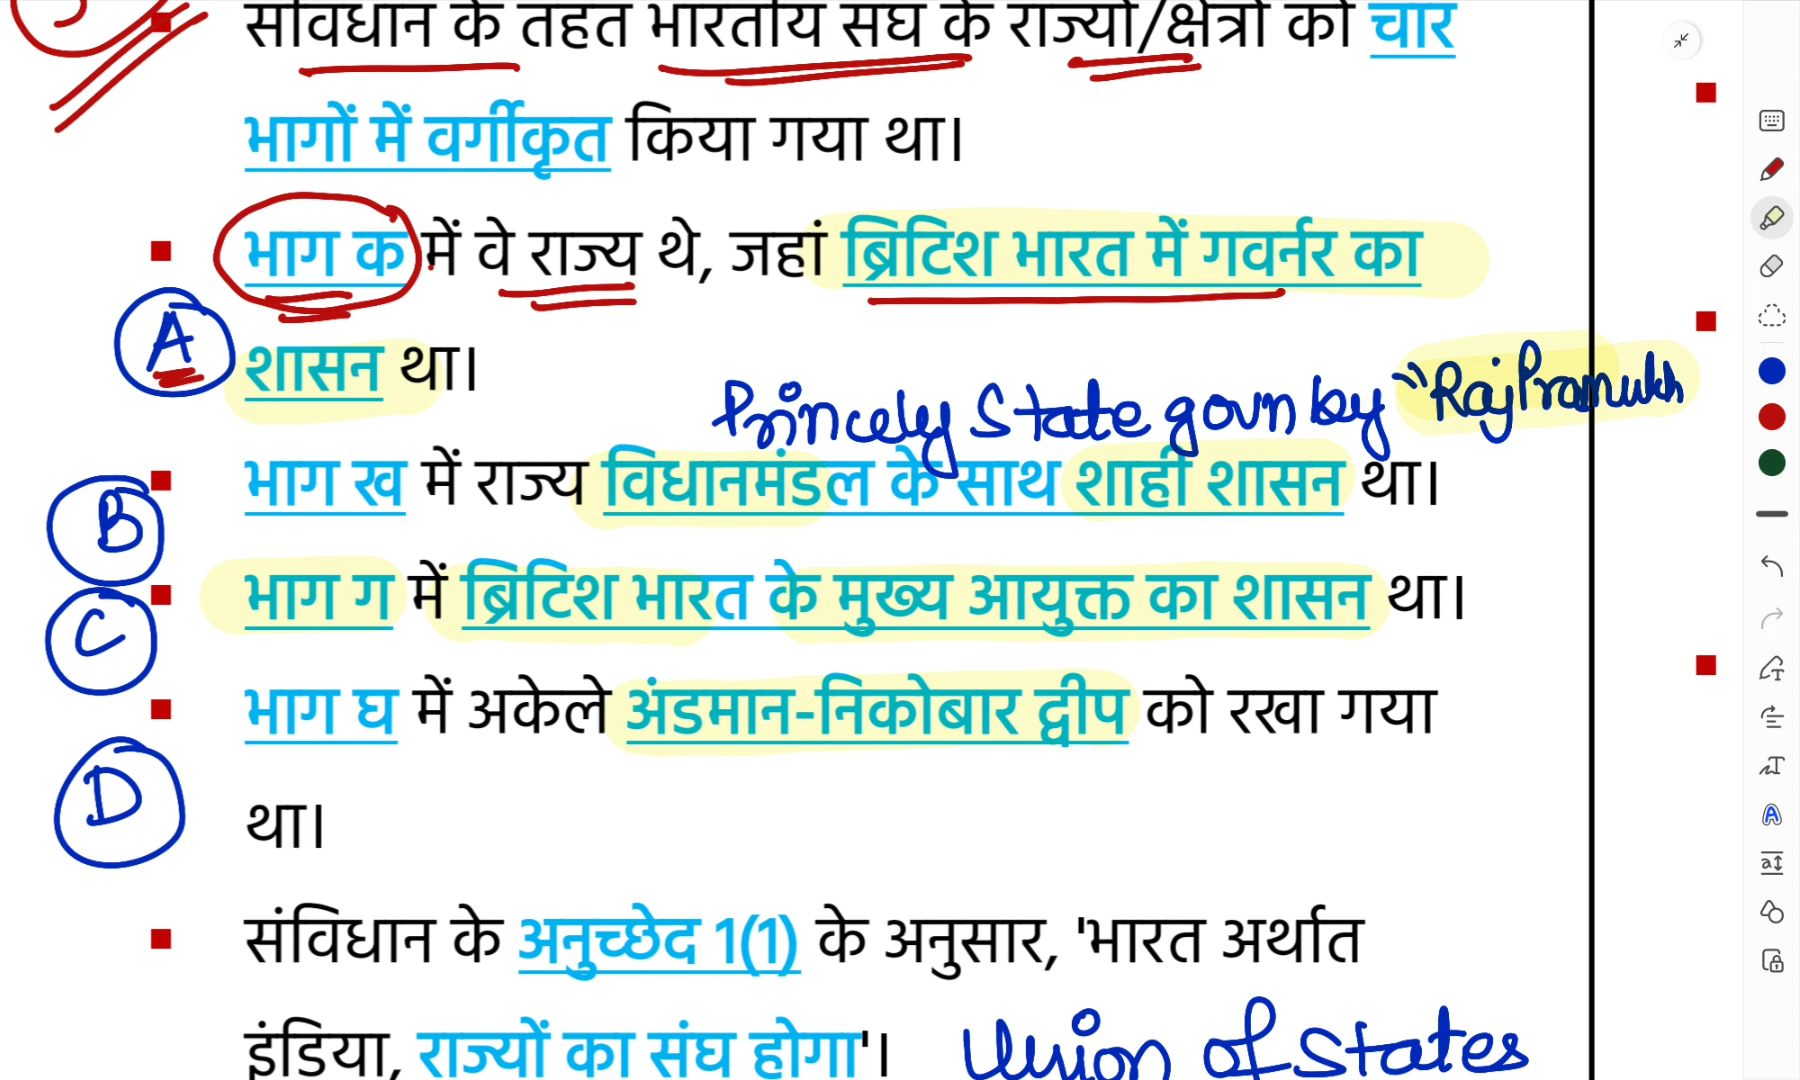 संविधान के तहत भारतीय संघ के राज्यों/क्षेत्रों को चार
भागों में वर्गीकृत किया गया था।
भाग क में वे राज्य थे, जहां ब्रिटिश भारत में गवर्नर का
A
शासन था।
Princely State govn by "RajPramukh
भाग ख में राज्य विधानमंडल के साथ शाही शासन था।
B
भाग ग में ब्रिटिश भारत के मुख्य आयुक्त का शासन था।
C
भाग घ में अकेले अंडमान-निकोबार द्वीप को रखा गया
D
था।
संविधान के अनुच्छेद 1(1) के अनुसार, 'भारत अर्थात
इंडिया, राज्यों का संघ होगा'।
Union of States